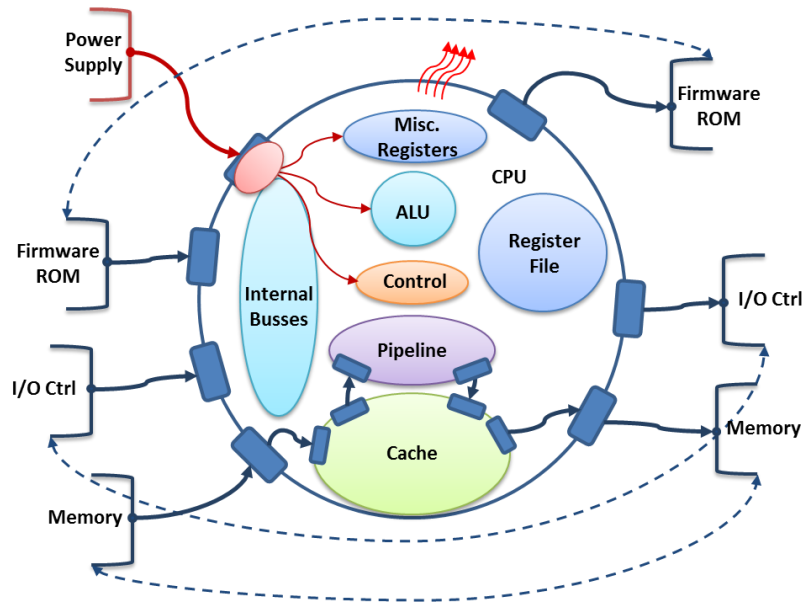 Power
Supply
Firmware
ROM
Misc.
Registers
CPU
ALU
Register
File
Firmware
ROM
Internal
Busses
Control
I/O Ctrl
Pipeline
I/O Ctrl
Cache
Memory
Memory